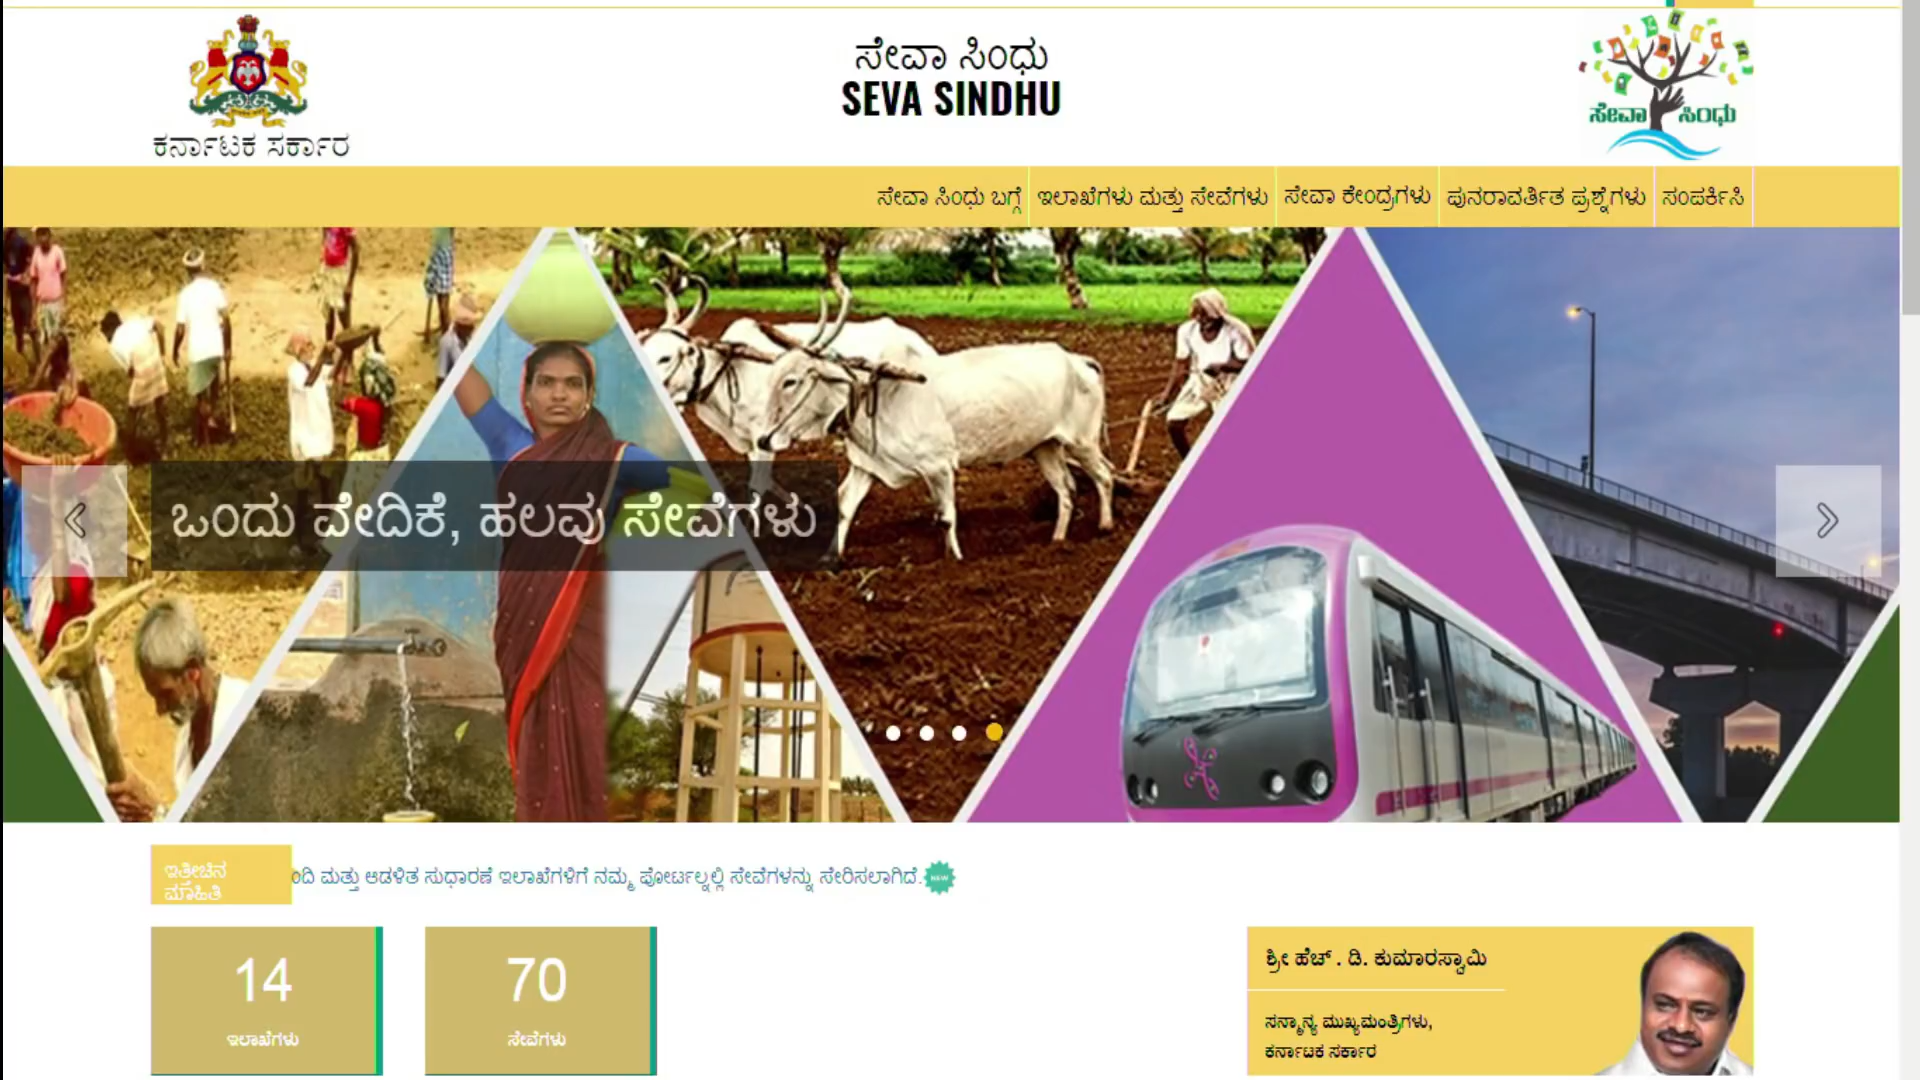 ಸೇವಾ ಸಿಂಧು
SEVA SINDHU
ಕರ್ನಾಟಕ ಸರ್ಕಾರ
ಸೇವಾ ಸಿಂಧು
ಸೇವಾ ಸಿಂಧು ಬಗ್ಗೆ ಇಲಾಖೆಗಳು ಮತ್ತು ಸೇವೆಗಳು ಸೇವಾ ಕೇಂದ್ರಗಳು ಪುನರಾವರ್ತಿತ ಪ್ರಶ್ನೆಗಳು ಸಂಪರ್ಕಿಸಿ
ಒಂದು ವೇದಿಕೆ, ಹಲವು ಸೇವೆಗಳು
ಇತೀಚಿನ
ಮಾಹಿತಿ
ಂದಿ ಮತ್ತು ಆಡಳಿತ ಸುಧಾರಣೆ ಇಲಾಖೆಗಳಿಗೆ ನಮ್ಮ ಪೋರ್ಟಲ್ನಲ್ಲಿ ಸೇವೆಗಳನ್ನು ಸೇರಿಸಲಾಗಿದೆ. NEW
14
ಇಲಾಖೆಗಳು
70
ಸೇವೆಗಳು
ಶ್ರೀ ಹೆಚ್ . ಡಿ. ಕುಮಾರಸ್ವಾಮಿ
ಸನ್ಮಾನ್ಯ ಮುಖ್ಯಮಂತ್ರಿಗಳು,
ಕರ್ನಾಟಕ ಸರ್ಕಾರ